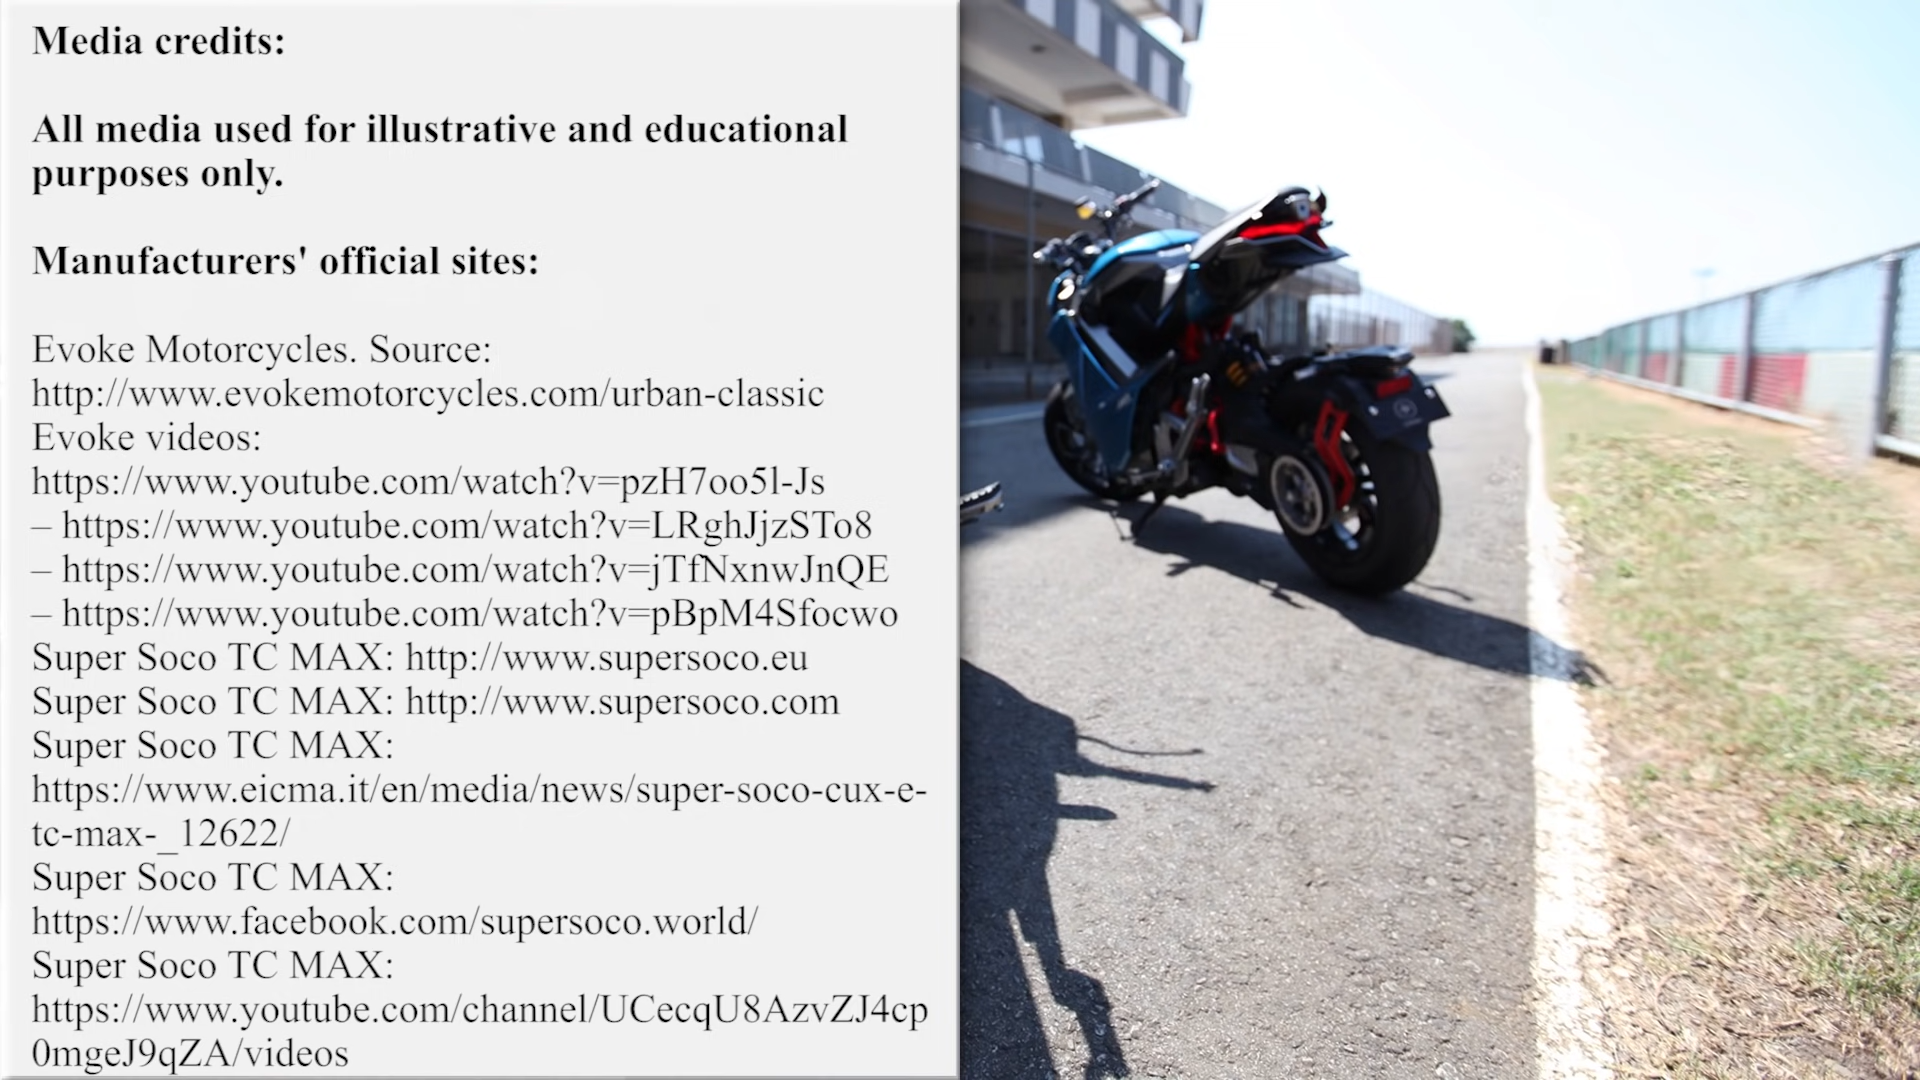 Media credits:
All media used for illustrative and educational
purposes only.
Manufacturers' official sites:
Evoke Motorcycles. Source:
http://www.evokemotorcycles.com/urban-classic
Evoke videos:
https://www.youtube.com/watch?v=pzH7oo5l-Js
– https://www.youtube.com/watch?v=LRghJjzSTo8
– https://www.youtube.com/watch?v=jTfNxnwJnQE
– https://www.youtube.com/watch?v=pBpM4Sfocwo
Super Soco TC MAX: http://www.supersoco.eu
Super Soco TC MAX: http://www.supersoco.com
Super Soco TC MAX:
https://www.eicma.it/en/media/news/super-soco-cux-e-
tc-max-_12622/
Super Soco TC MAX:
https://www.facebook.com/supersoco.world/
Super Soco TC MAX:
https://www.youtube.com/channel/UCecqU8AzvZJ4cp
0mgeJ9qZA/videos